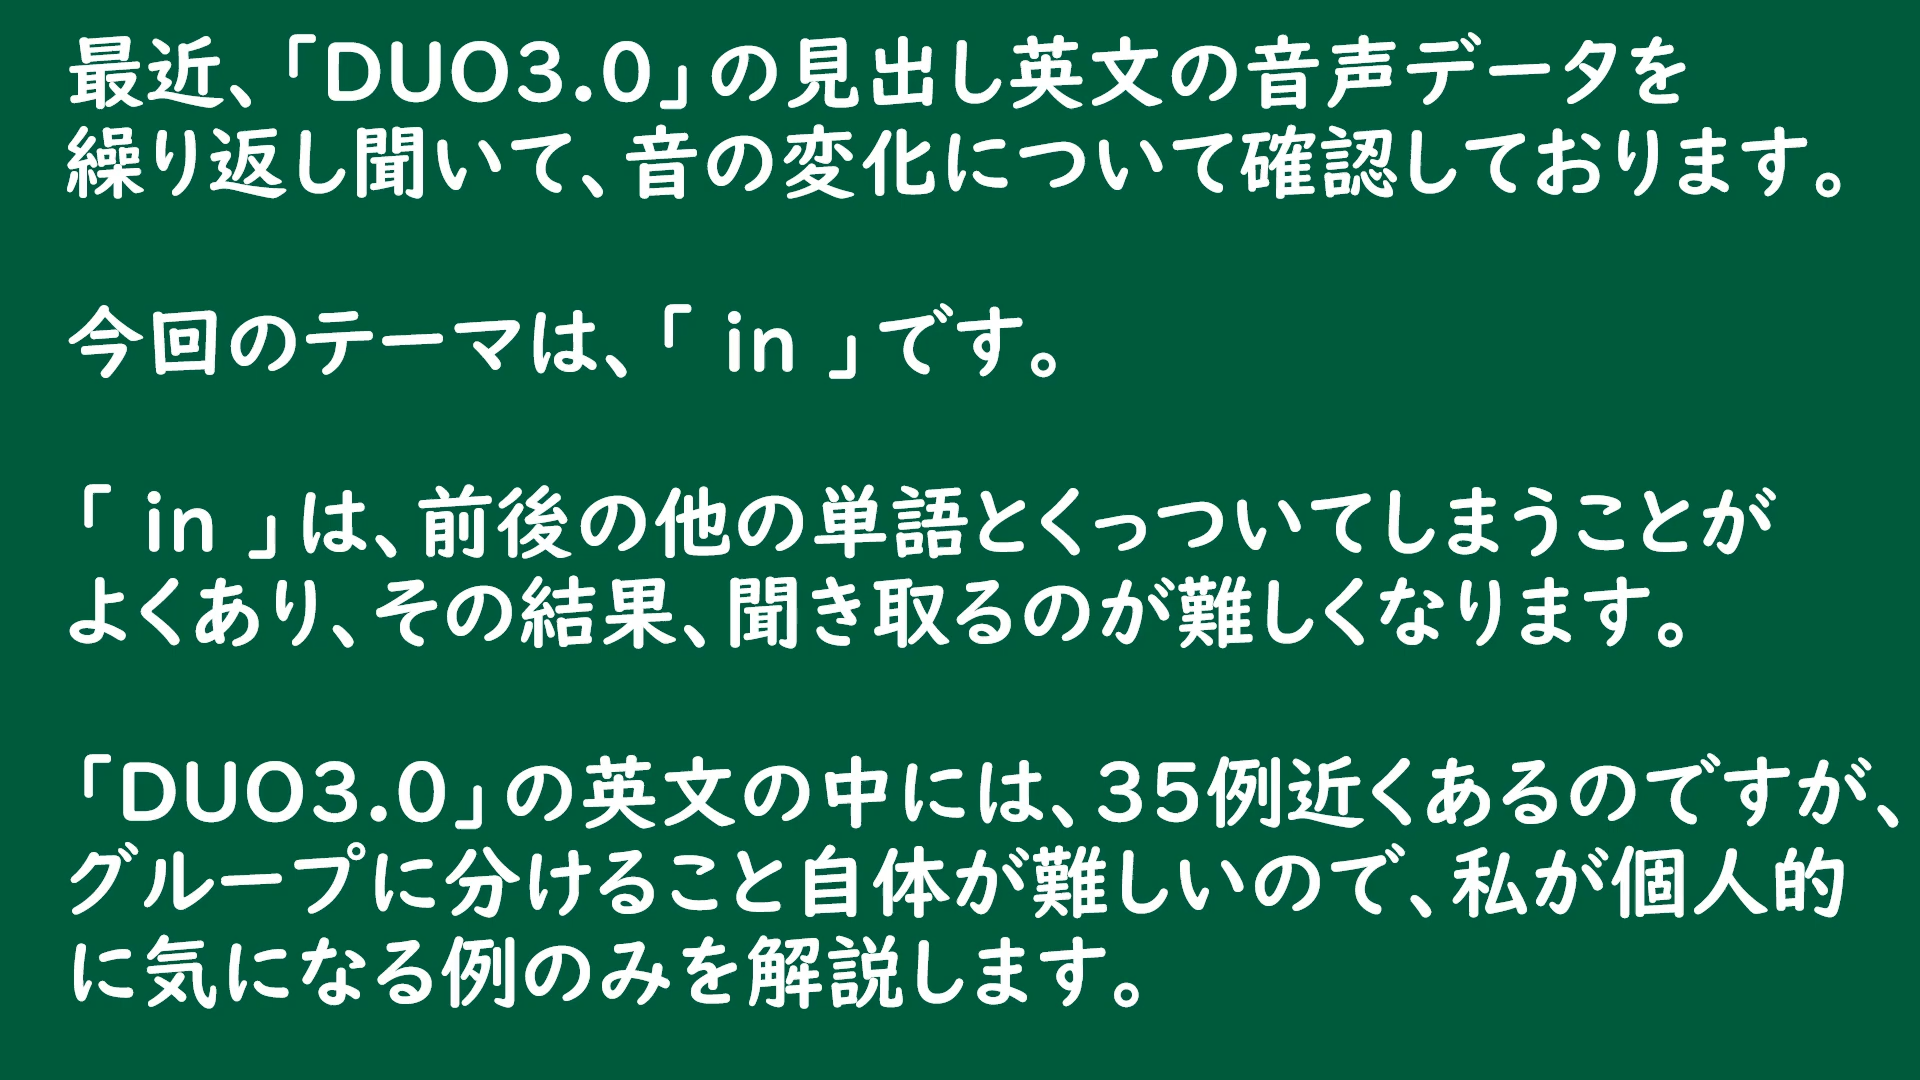 最近、「DUO3.0」の見出し英文の音声データを
繰り返し聞いて、音の変化について確認しております。
今回のテーマは、「 in 」です。
「 in 」は、前後の他の単語とくっついてしまうことが
よくあり、その結果、聞き取るのが難しくなります。
「DUO3.0」の英文の中には、35例近くあるのですが、
グループに分けること自体が難しいので、私が個人的
に気になる例のみを解説します。